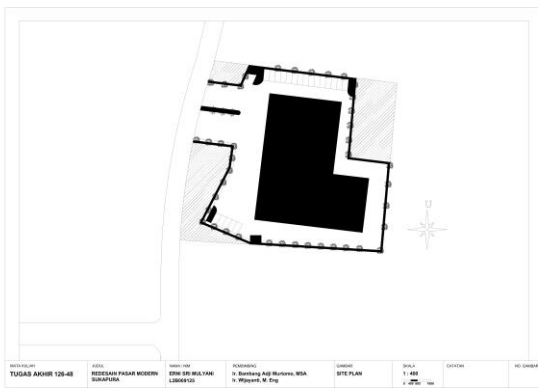 U
MATA KULIAH
TUGAS AKHIR 126-48
JUDUL
REDESAIN PASAR MODERN
SUKAPURA
NAMA / NIM
ERNI SRI MULYANI
L2B009123
PEMBIMBING
Ir. Bambang Adji Murtomo, MSA
Ir. Wijayanti, M. Eng
GAMBAR
SITE PLAN
SKALA
1 : 400
CATATAN
NO. GAMBAR